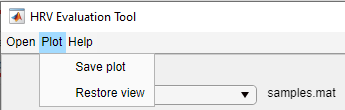 HRV Evaluation Tool
Open Plot Help
Save plot
Restore view
samples.mat